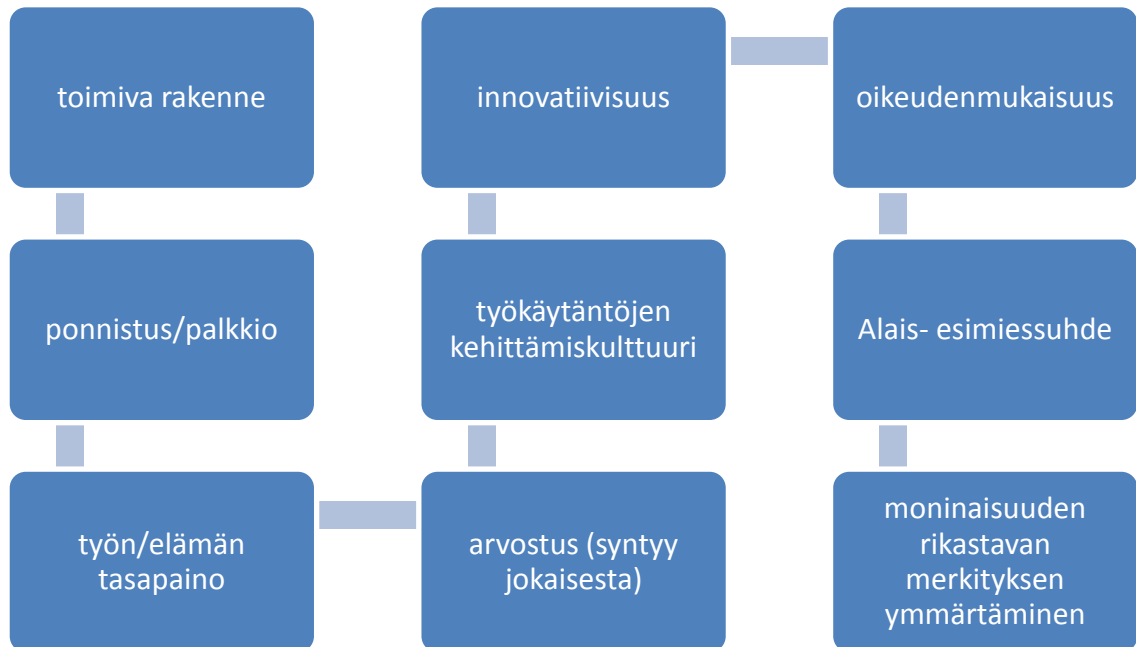 toimiva rakenne
ponnistus/palkkio
työn/elämän
tasapaino
arvostus (syntyy
jokaisesta)
työkäytäntöjen
kehittämiskulttuuri
innovatiivisuus
oikeudenmukaisuus
Alais- esimiessuhde
moninaisuuden
rikastavan
merkityksen
ymmärtäminen